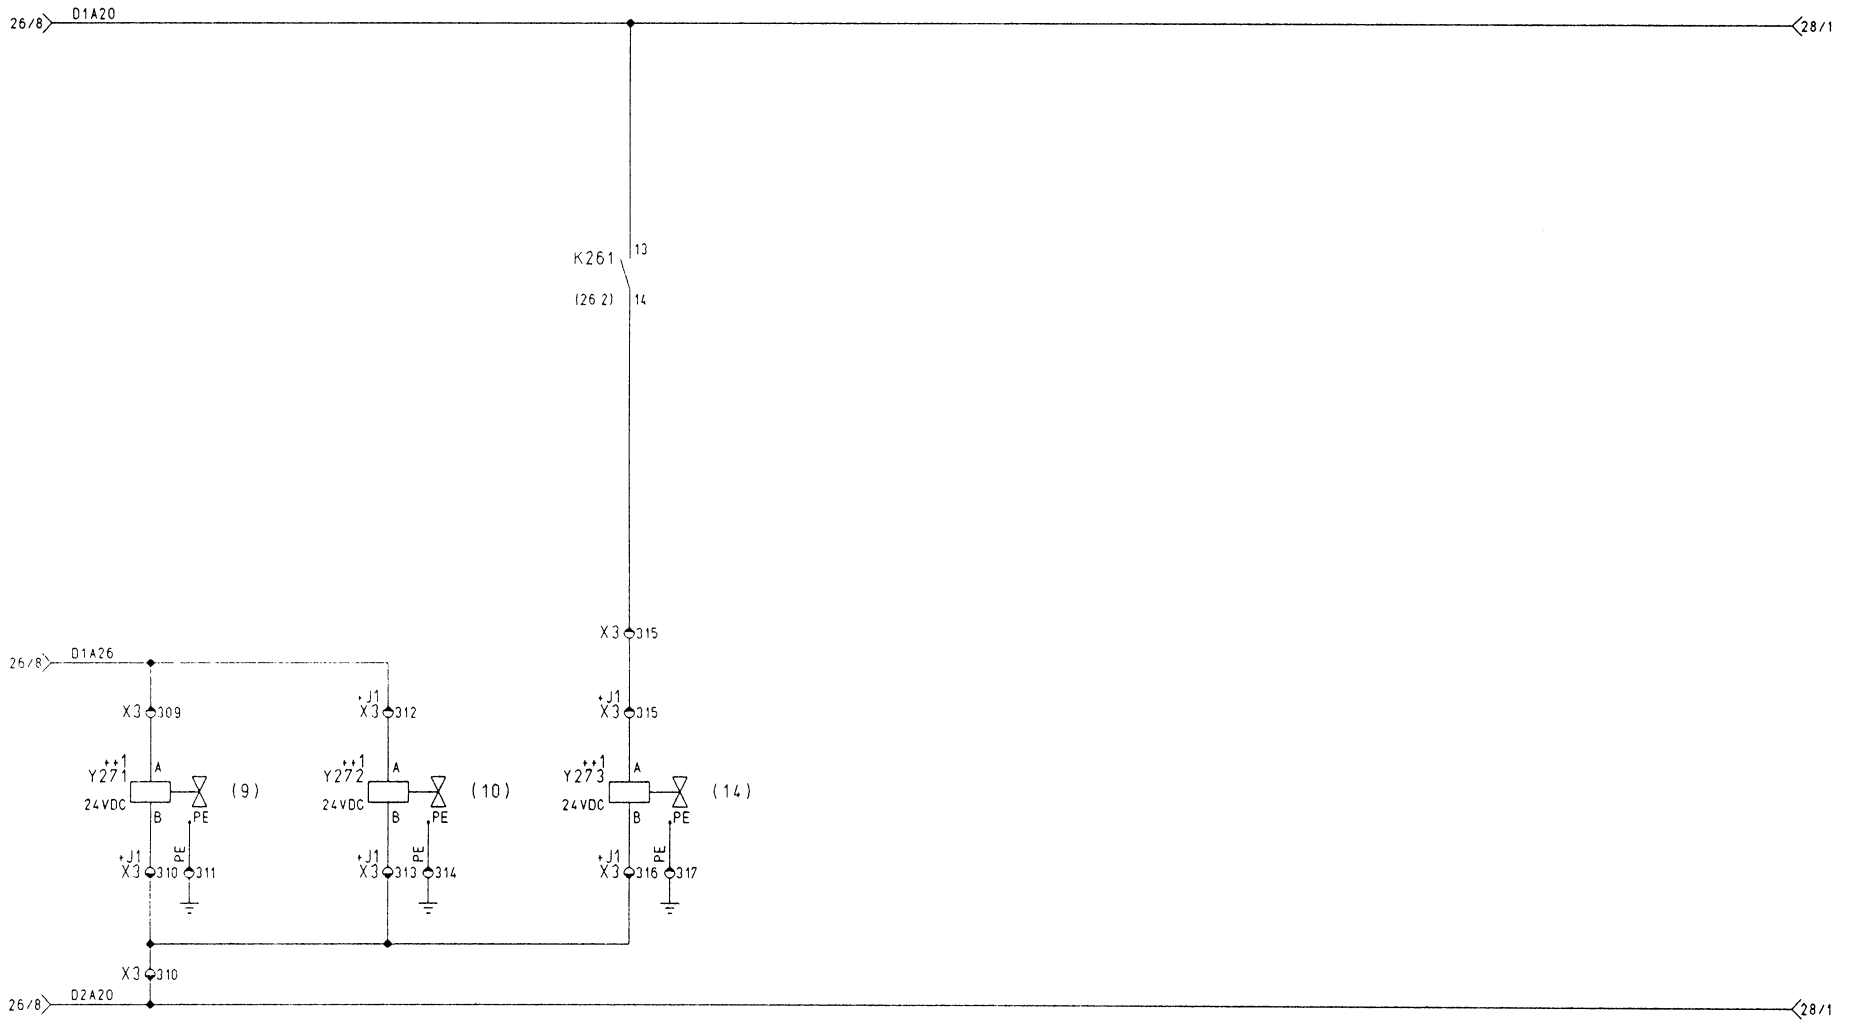 D1A20
26/8
28/1
K261
13
(26 2)
14
X3 315
26/8
D1A26
X3 309
+J1
X3 312
+J1
X3 315
++1
Y271
A
24VDC
B
(9)
PE
++1
Y272
A
24VDC
B
(10)
PE
++1
Y273
A
24VDC
B
(14)
PE
+J1
X3 310
PE
311
+J1
X3 313
PE
314
+J1
X3 316
PE
317
X3 310
26/8
D2A20
28/1